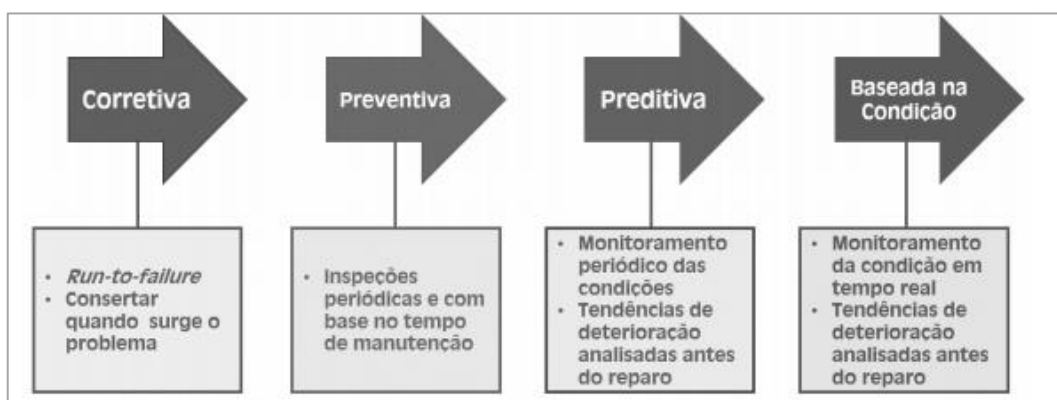 Corretiva
Preventiva
Preditiva
Baseada na
Condição
• Run-to-failure
• Consertar
quando surge o
problema
• Inspeções
periódicas e com
base no tempo
de manutenção
• Monitoramento
periódico das
condições
• Tendências de
deterioração
analisadas antes
do reparo
• Monitoramento
da condição em
tempo real
• Tendências de
deterioração
analisadas antes
do reparo